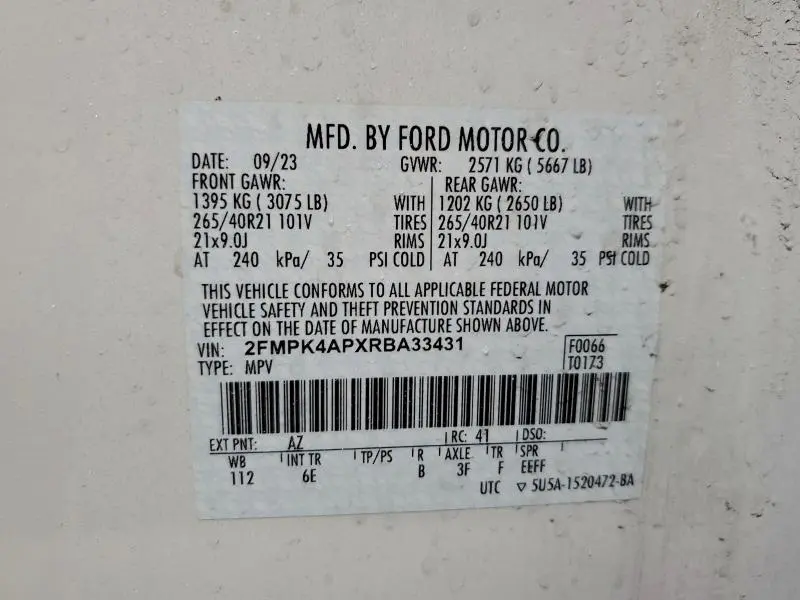 MFD. BY FORD MOTOR CO.
DATE: 09/23 GVWR: 2571 KG ( 5667 LB)
FRONT GAWR: REAR GAWR:
1395 KG ( 3075 LB) WITH 1202 KG ( 2650 LB) WITH
265/40R21 101V TIRES 265/40R21 101V TIRES
21x9.0J RIMS 21x9.0J RIMS
AT 240 kPa/ 35 PSI COLD AT 240 kPa/ 35 PSI COLD
THIS VEHICLE CONFORMS TO ALL APPLICABLE FEDERAL MOTOR
VEHICLE SAFETY AND THEFT PREVENTION STANDARDS IN
EFFECT ON THE DATE OF MANUFACTURE SHOWN ABOVE.
VIN: 2FMPK4APXRBA33431 F0066
TYPE: MPV T0173
EXT PNT: AZ RC: 41 DSO:
WB INT TR TP/PS R AXLE TR SPR
112 6E B 3F F EEFF
UTC ▽ 5U5A-1520472-BA